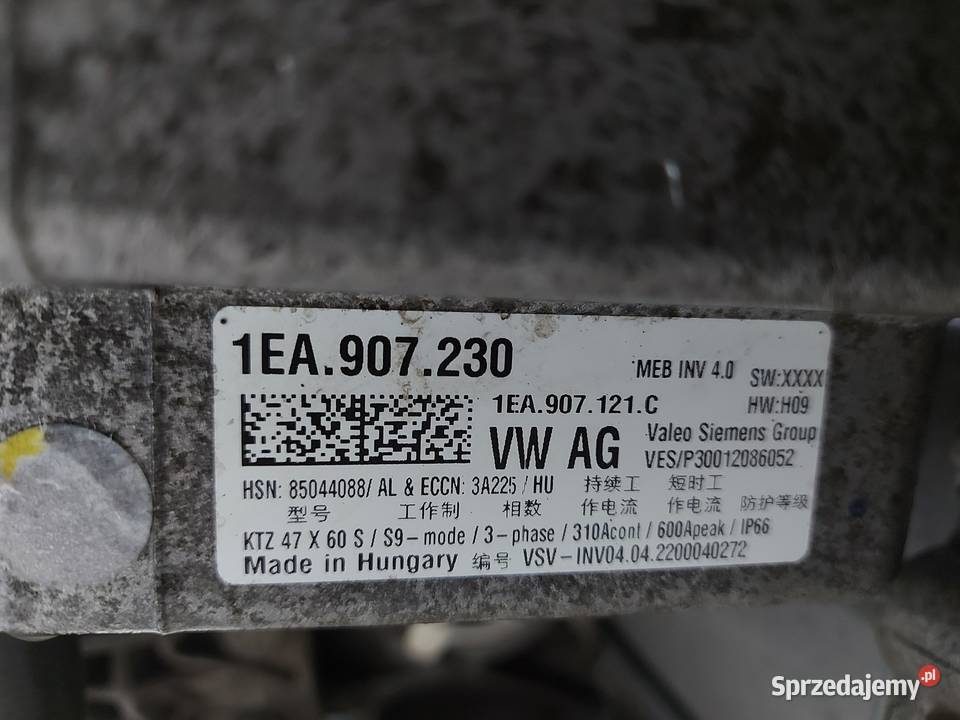 1EA.907.230
MEB INV 4.0 SW:XXXX
1EA.907.121.C HW:H09
VW AG Valeo Siemens Group
VES/P30012086052
HSN: 85044088/ AL & ECCN: 3A225 / HU 持续工 短时工
型号 工作制 相数 作电流 作电流 防护等级
KTZ 47 X 60 S / S9-mode / 3-phase / 310Acont / 600Apeak / IP66
Made in Hungary 编号 VSV-INV04.04.2200040272
Sprzedajemy.pl